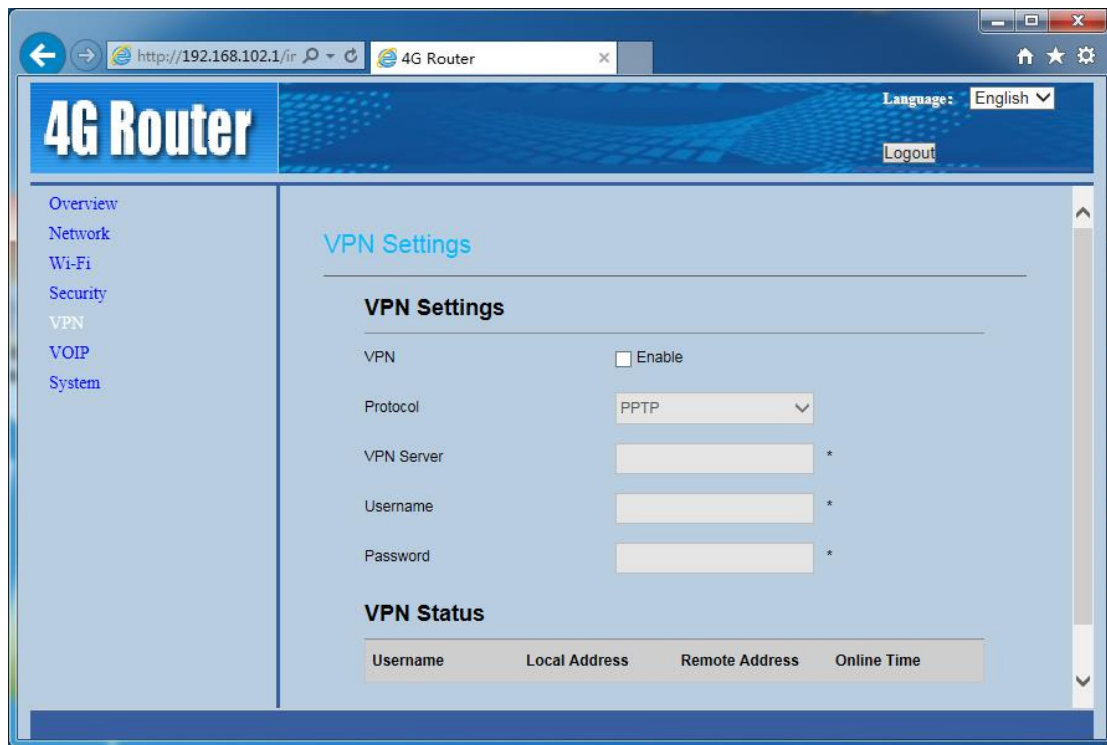 http://192.168.102.1/ir
4G Router
4G Router
Language: English
Logout
Overview
Network
Wi-Fi
Security
VPN
VOIP
System
VPN Settings
VPN Settings
VPN Enable
Protocol PPTP
VPN Server *
Username *
Password *
VPN Status
Username Local Address Remote Address Online Time